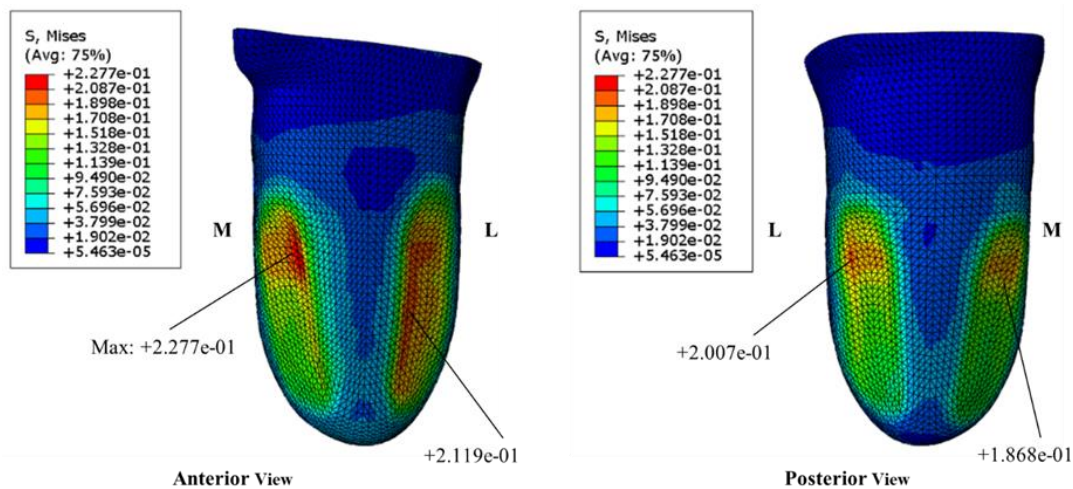 S, Mises
(Avg: 75%)
+2.277e-01
+2.087e-01
+1.898e-01
+1.708e-01
+1.518e-01
+1.328e-01
+1.139e-01
+9.490e-02
+7.593e-02
+5.696e-02
+3.799e-02
+1.902e-02
+5.463e-05
M
L
Max: +2.277e-01
+2.119e-01
Anterior View
S, Mises
(Avg: 75%)
+2.277e-01
+2.087e-01
+1.898e-01
+1.708e-01
+1.518e-01
+1.328e-01
+1.139e-01
+9.490e-02
+7.593e-02
+5.696e-02
+3.799e-02
+1.902e-02
+5.463e-05
L
M
+2.007e-01
+1.868e-01
Posterior View